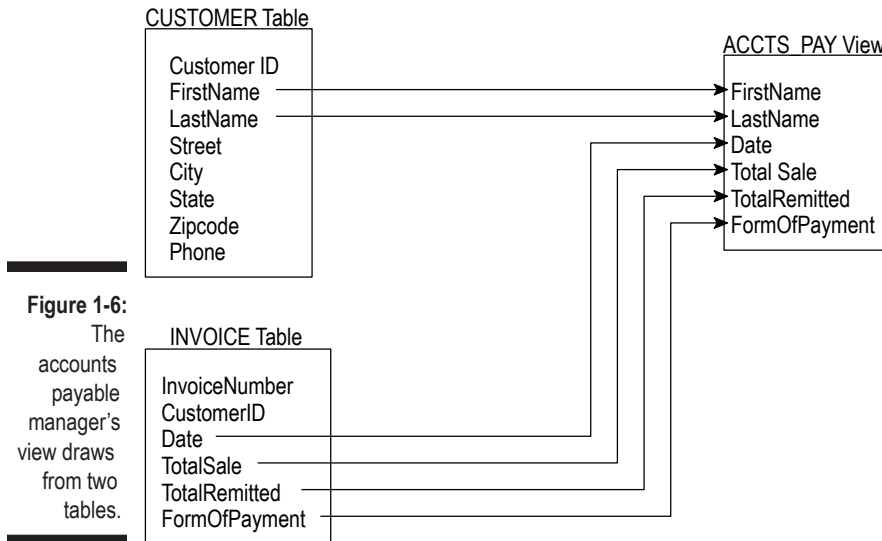 CUSTOMER Table
Customer ID
FirstName
LastName
Street
City
State
Zipcode
Phone
ACCTS_PAY View
FirstName
LastName
Date
Total Sale
TotalRemitted
FormOfPayment
Figure 1-6:
The
accounts
payable
manager's
view draws
from two
tables.
INVOICE Table
InvoiceNumber
CustomerID
Date
TotalSale
TotalRemitted
FormOfPayment